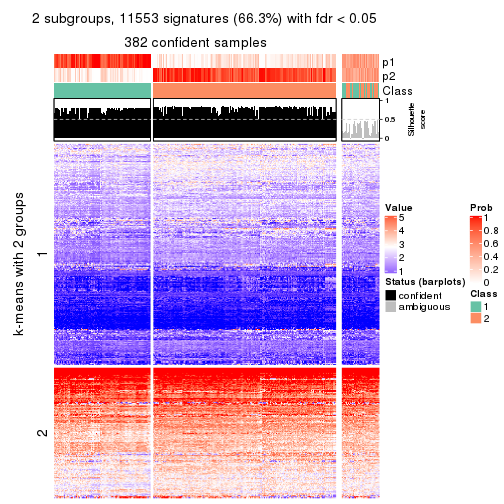 2 subgroups, 11553 signatures (66.3%) with fdr < 0.05
382 confident samples
p1
p2
Class
1
0.5
0
Silhouette
score
k-means with 2 groups
1
2
Value
5
4
3
2
1
Status (barplots)
confident
ambiguous
Prob
1
0.8
0.6
0.4
0.2
0
Class
1
2